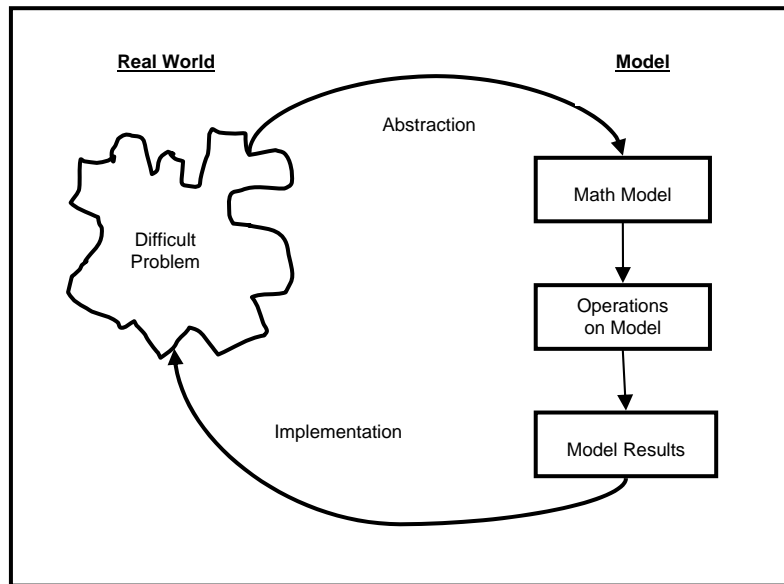 Real World
Model
Abstraction
Math Model
Difficult
Problem
Operations
on Model
Implementation
Model Results